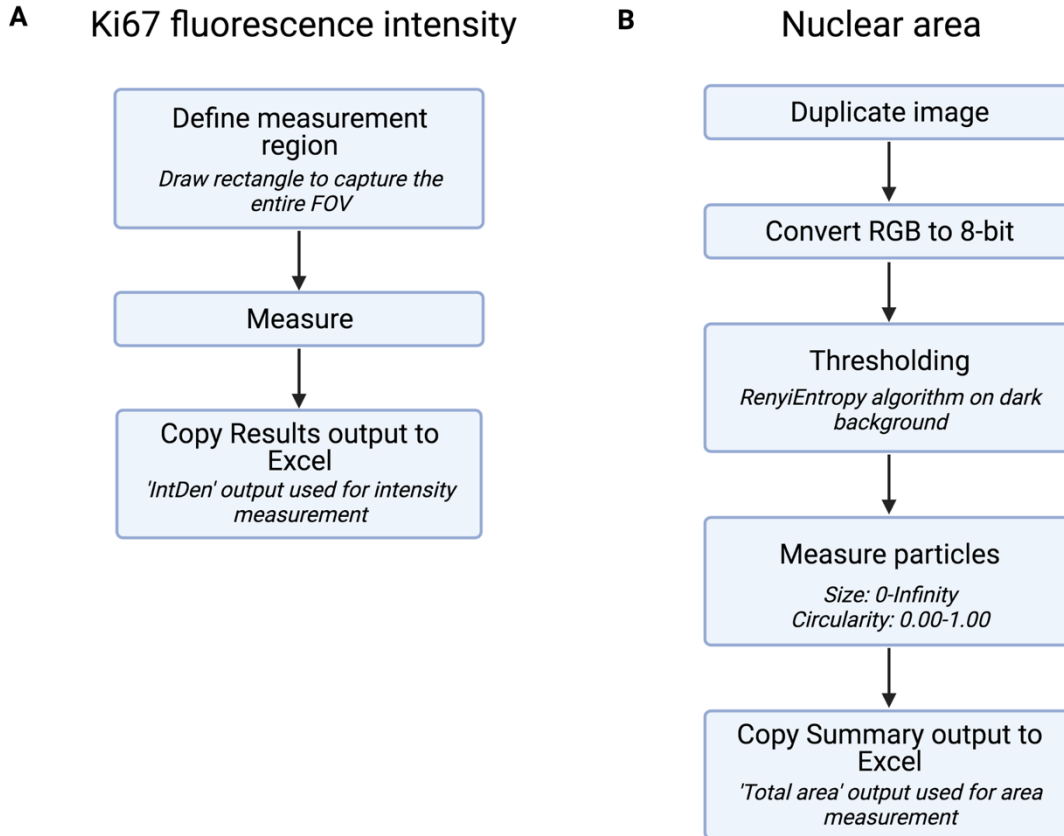 A
Ki67 fluorescence intensity
Define measurement
region
Draw rectangle to capture the
entire FOV
Measure
Copy Results output to
Excel
'IntDen' output used for intensity
measurement
B
Nuclear area
Duplicate image
Convert RGB to 8-bit
Thresholding
RenyiEntropy algorithm on dark
background
Measure particles
Size: 0-Infinity
Circularity: 0.00-1.00
Copy Summary output to
Excel
'Total area' output used for area
measurement